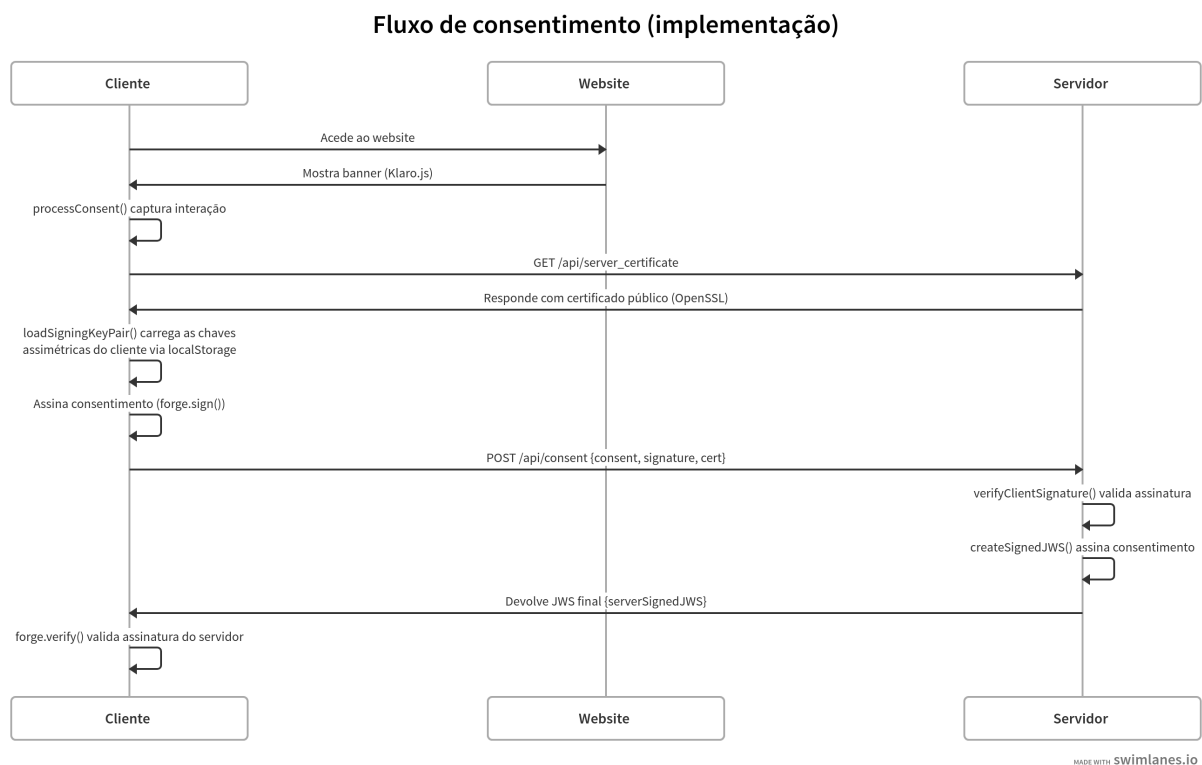 Fluxo de consentimento (implementação)
Cliente
Website
Servidor
Acede ao website
Mostra banner (Klaro.js)
processConsent() captura interação
GET /api/server_certificate
Responde com certificado público (OpenSSL)
loadSigningKeyPair() carrega as chaves
assimétricas do cliente via localStorage
Assina consentimento (forge.sign())
POST /api/consent {consent, signature, cert}
verifyClientSignature() valida assinatura
createSignedJWS() assina consentimento
Devolve JWS final {serverSignedJWS}
forge.verify() valida assinatura do servidor
Cliente
Website
Servidor
MADE WITH swimlanes.io